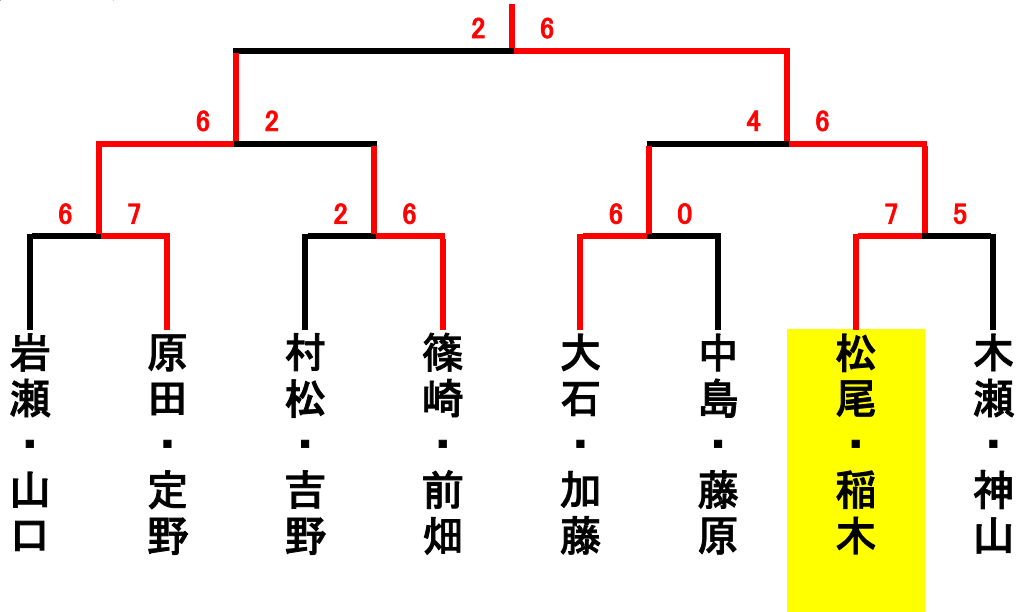 2 6
6 2 4 6
6 7 2 6 6 0 7 5
岩瀬・山口
原田・定野
村松・吉野
篠崎・前畑
大石・加藤
中島・藤原
松尾・稲木
木瀬・神山